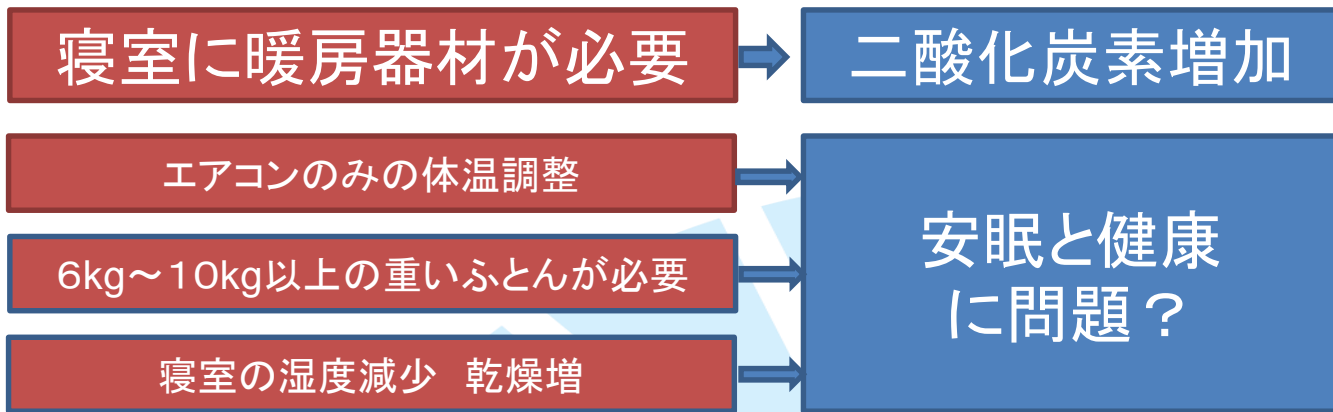 寝室に暖房器材が必要
二酸化炭素増加
エアコンのみの体温調整
６kg～１０kg以上の重いふとんが必要
寝室の湿度減少　乾燥増
安眠と健康
に問題？